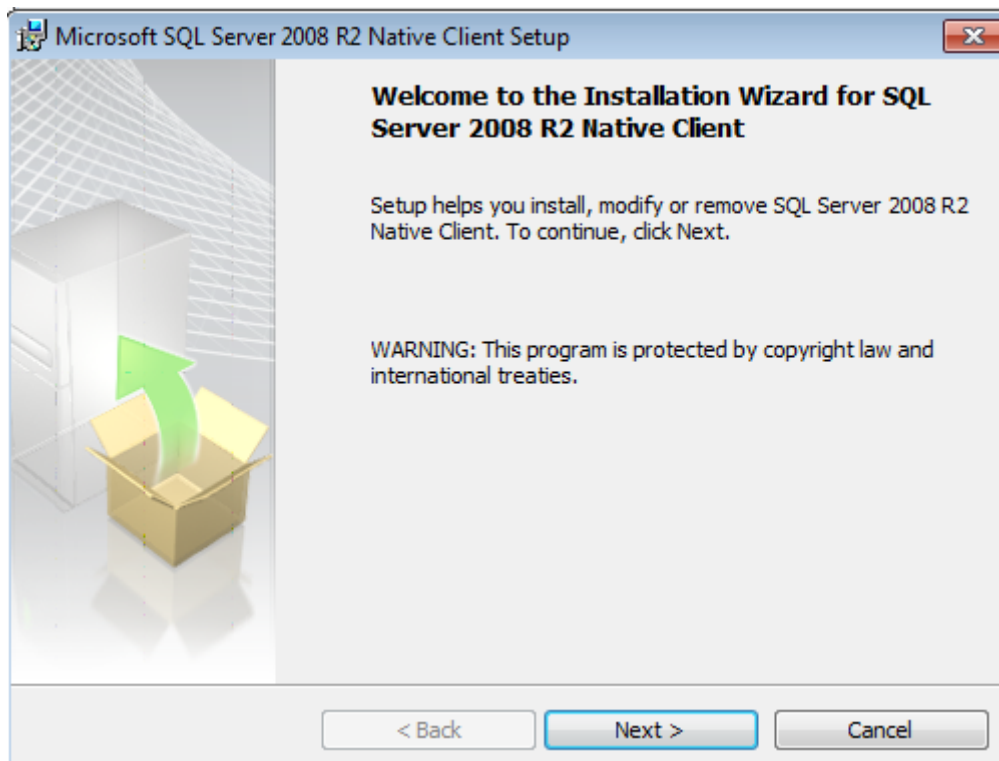 Microsoft SQL Server 2008 R2 Native Client Setup
Welcome to the Installation Wizard for SQL
Server 2008 R2 Native Client
Setup helps you install, modify or remove SQL Server 2008 R2
Native Client. To continue, click Next.
WARNING: This program is protected by copyright law and
international treaties.
< Back
Next >
Cancel